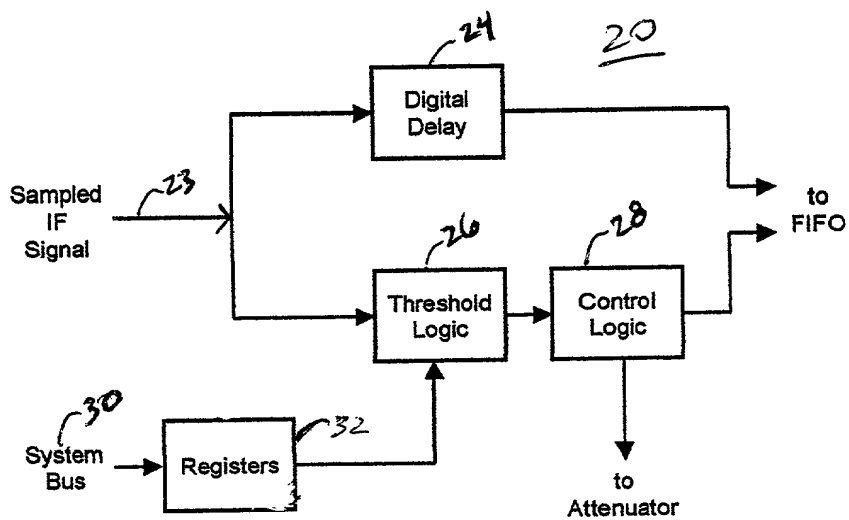 24
20
Digital
Delay
23
Sampled
IF
Signal
to
FIFO
26
28
Threshold
Logic
Control
Logic
30
System
Bus
Registers
32
to
Attenuator